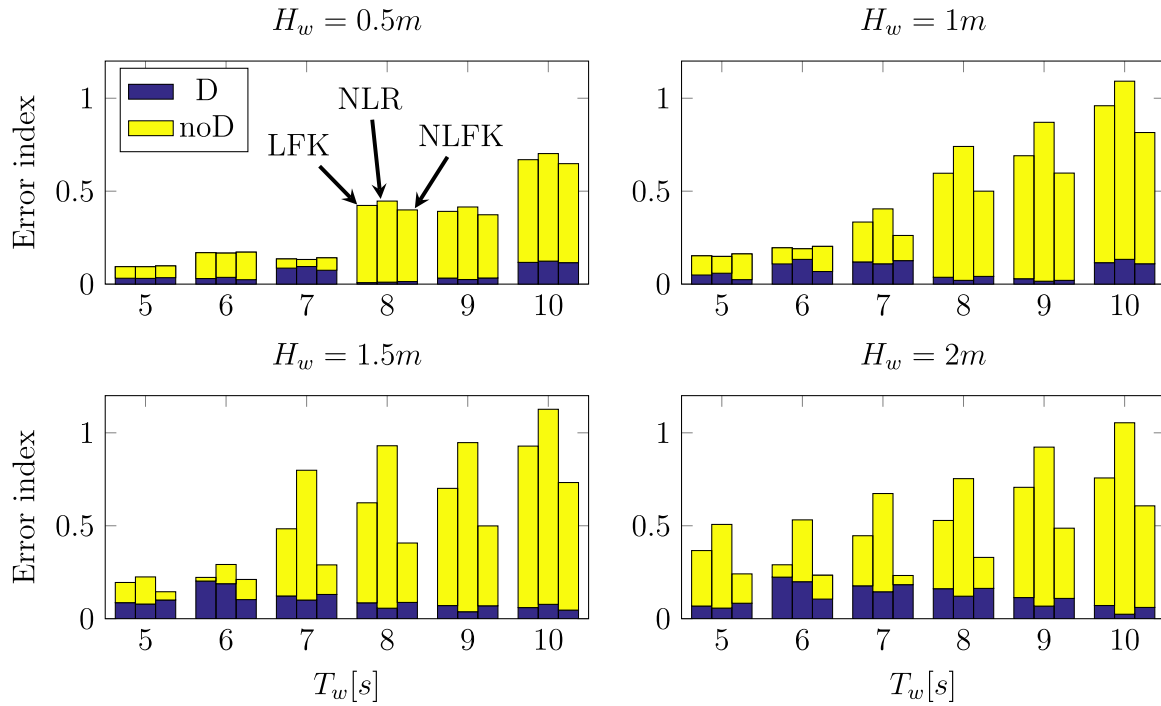 H_w = 0.5m
H_w = 1m
Error index
1
0.5
0
D
noD
LFK
NLR
NLFK
5 6 7 8 9 10
1
0.5
0
5 6 7 8 9 10
H_w = 1.5m
H_w = 2m
Error index
1
0.5
0
5 6 7 8 9 10
T_w[s]
1
0.5
0
5 6 7 8 9 10
T_w[s]